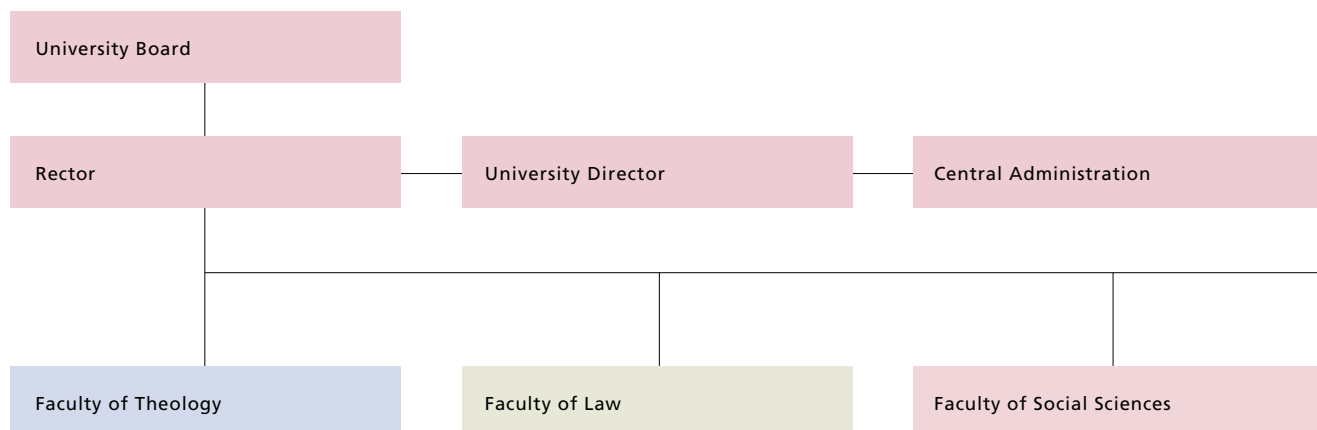 University Board
Rector
University Director
Central Administration
Faculty of Theology
Faculty of Law
Faculty of Social Sciences